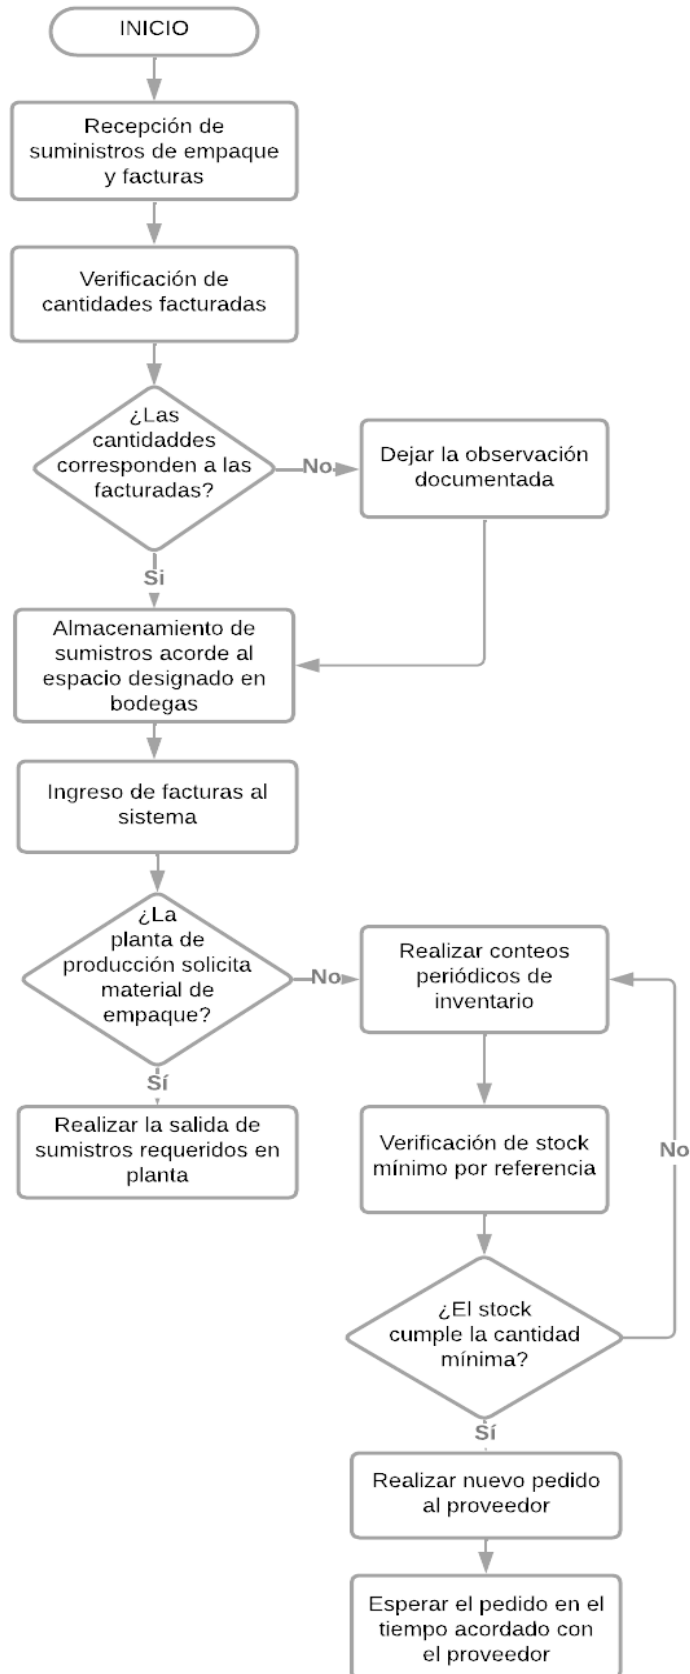 INICIO
Recepción de
suministros de empaque
y facturas
Verificación de
cantidades facturadas
¿Las
cantidaddes
corresponden a las
facturadas?
No
Dejar la observación
documentada
Si
Almacenamiento de
sumistros acorde al
espacio designado en
bodegas
Ingreso de facturas al
sistema
¿La
planta de
producción solicita
material de
empaque?
No
Realizar conteos
periódicos de
inventario
Sí
Realizar la salida de
sumistros requeridos en
planta
Verificación de stock
mínimo por referencia
No
¿El stock
cumple la cantidad
mínima?
Sí
Realizar nuevo pedido
al proveedor
Esperar el pedido en el
tiempo acordado con
el proveedor